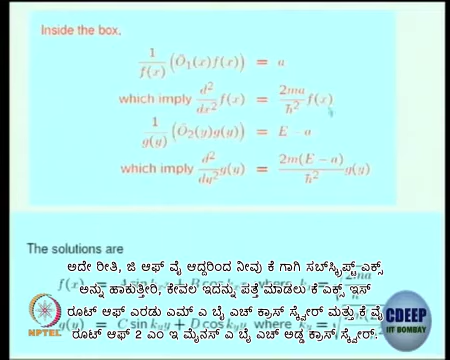 Inside the box.
1/f(x) (Ô₁(x)f(x)) = a
which imply d²/dx² f(x) = 2ma/ħ² f(x)
1/g(y) (Ô₂(y)g(y)) = E − a
which imply d²/dy² g(y) = 2m(E − a)/ħ² g(y)
The solutions are
ಅದೇ ರೀತಿ, ಜಿ ಆಫ್ ವೈ ಆದ್ದರಿಂದ ನೀವು ಕೆ ಗಾಗಿ ಸಬ್‌ಸ್ಕ್ರಿಪ್ಟ್ ಎಕ್ಸ್
ಅನ್ನು ಹಾಕುತ್ತೀರಿ, ಕೇವಲ ಇದನ್ನು ಪತ್ತೆ ಮಾಡಲು ಕೆ ಎಕ್ಸ್ ಇಸ್
ರೂಟ್ ಆಫ್ ಎರಡು ಎಮ್ ಎ ಬೈ ಎಚ್ ಕ್ರಾಸ್ ಸ್ಕ್ವೇರ್ ಮತ್ತು ಕೆ ವೈ
ರೂಟ್ ಆಫ್ 2 ಎಂ ಇ ಮೈನಸ್ ಎ ಬೈ ಎಚ್ ಅಡ್ಡ ಕ್ರಾಸ್ ಸ್ಕ್ವೇರ್.
g(y) = C sin k_y y + D cos k_y y, where k_y =
NPTEL
CDEEP
IIT BOMBAY